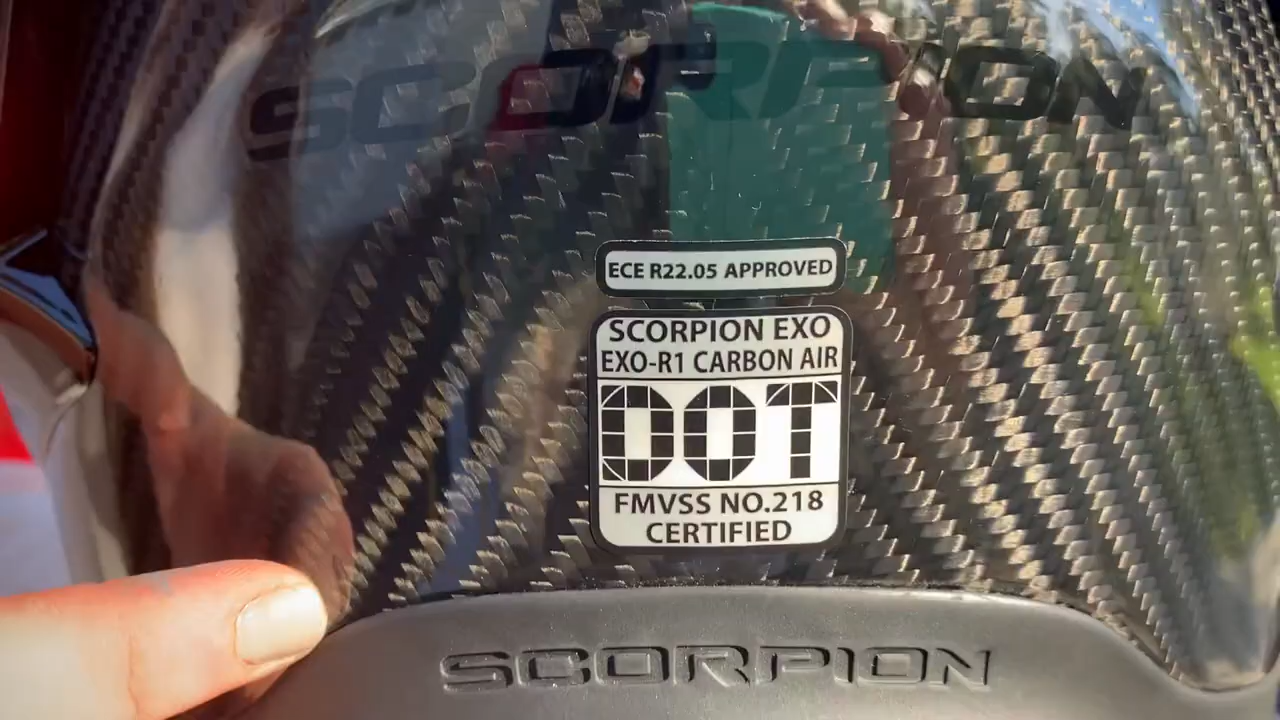 SCORPION
ECE R22.05 APPROVED
SCORPION EXO
EXO-R1 CARBON AIR
DOT
FMVSS NO.218
CERTIFIED
SCORPION